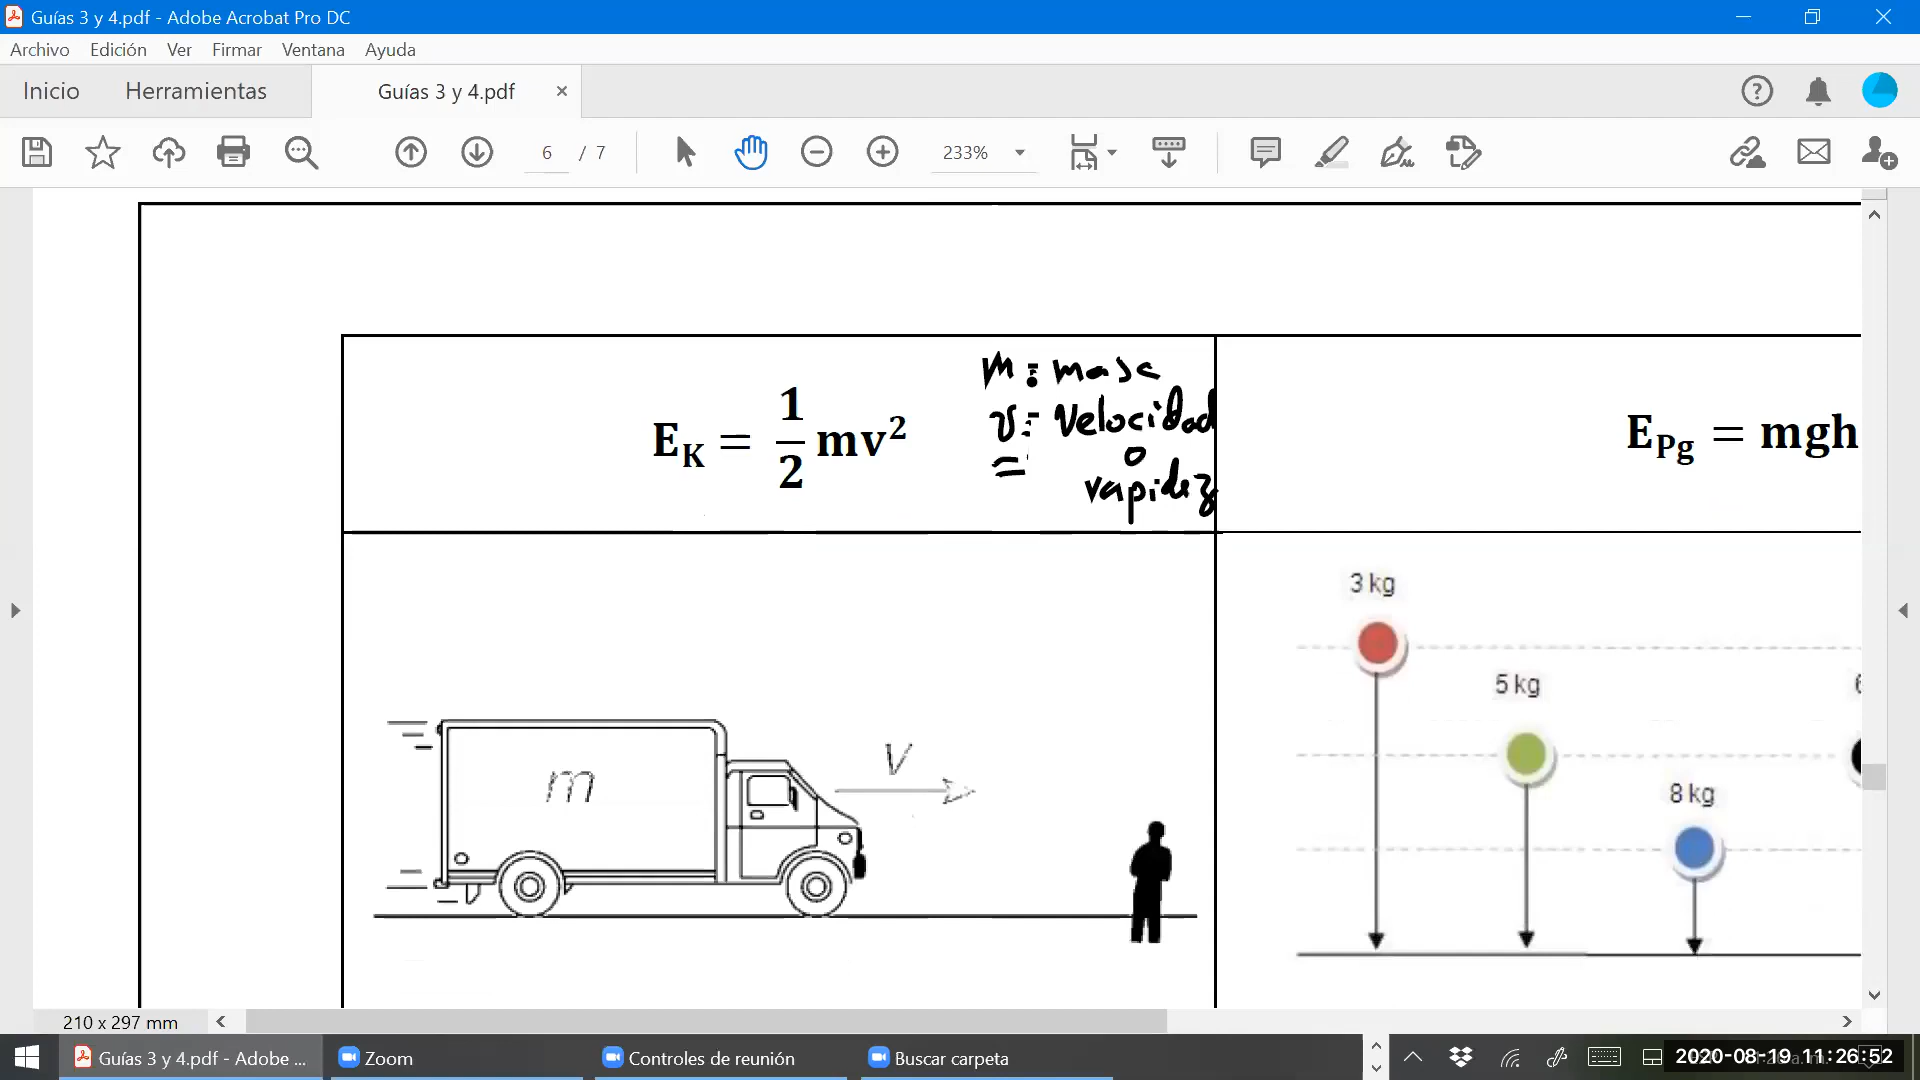 Guías 3 y 4.pdf - Adobe Acrobat Pro DC
Archivo Edición Ver Firmar Ventana Ayuda
Inicio Herramientas Guías 3 y 4.pdf ×
6 / 7 233%
m: masa
v: velocidad
o
rapidez
E_K = 1/2 mv²
E_Pg = mgh
3 kg
5 kg
8 kg
m
V
210 x 297 mm
Guías 3 y 4.pdf - Adobe ... Zoom Controles de reunión Buscar carpeta
2020-08-19 11:26:52